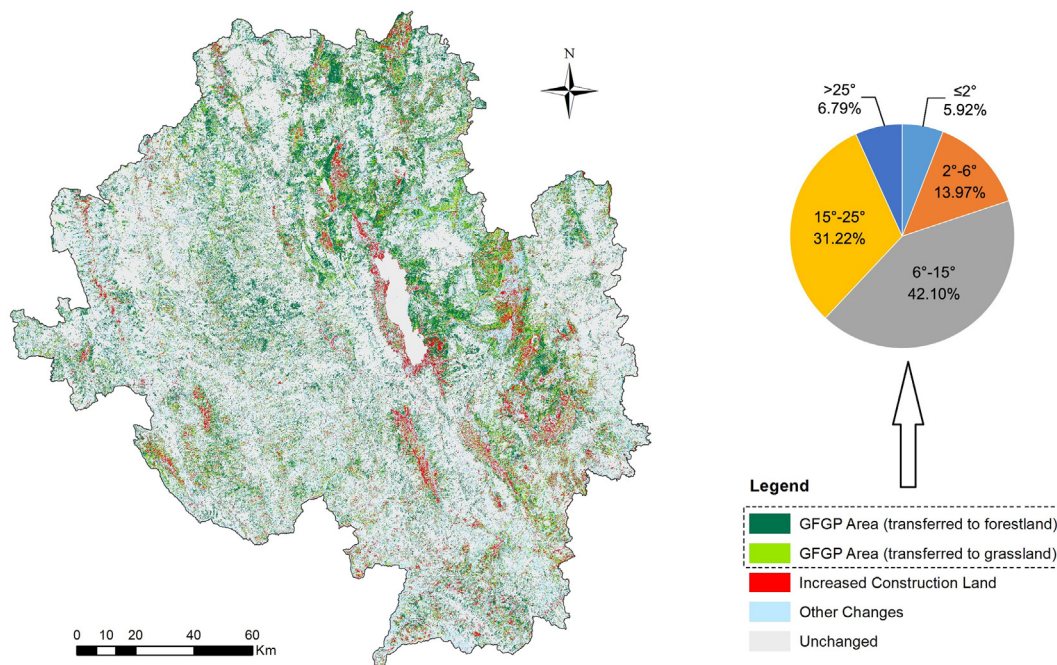 N
>25°
6.79%
≤2°
5.92%
2°-6°
13.97%
15°-25°
31.22%
6°-15°
42.10%
Legend
GFGP Area (transferred to forestland)
GFGP Area (transferred to grassland)
Increased Construction Land
Other Changes
Unchanged
0 10 20 40 60
Km